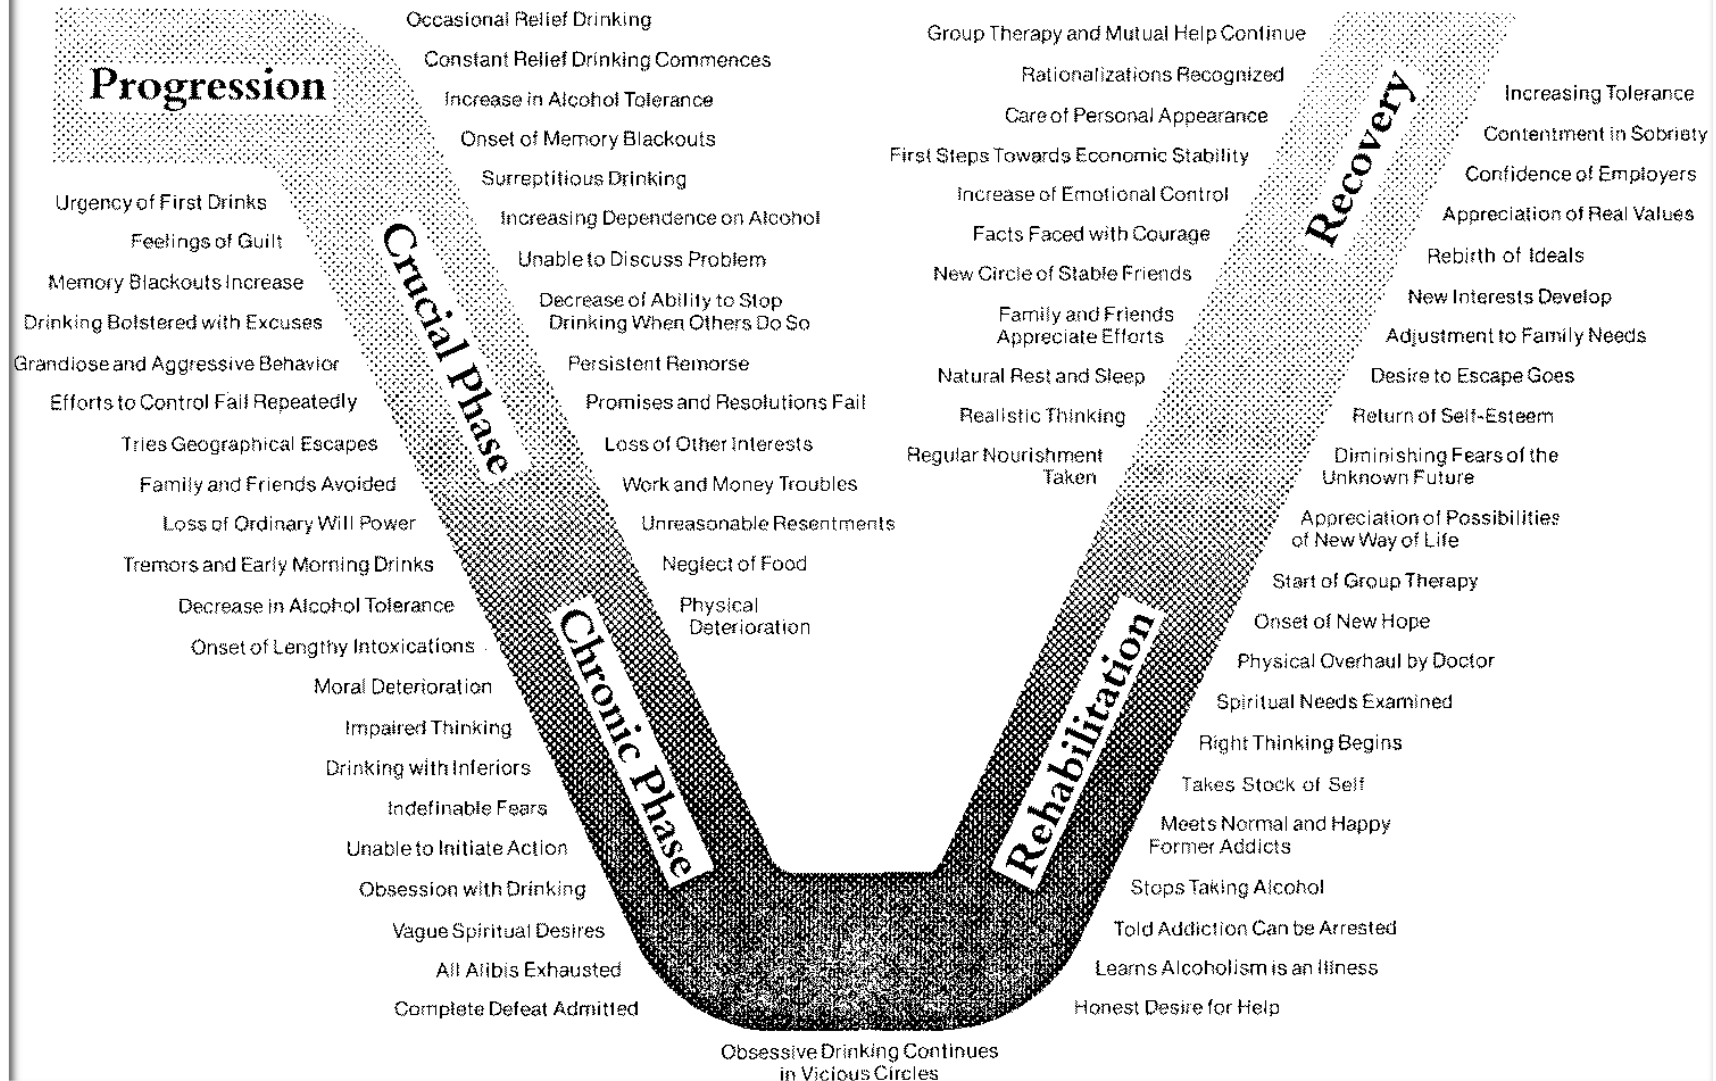 Progression
Occasional Relief Drinking
Constant Relief Drinking Commences
Increase in Alcohol Tolerance
Onset of Memory Blackouts
Surreptitious Drinking
Increasing Dependence on Alcohol
Unable to Discuss Problem
Decrease of Ability to Stop
Drinking When Others Do So
Persistent Remorse
Promises and Resolutions Fail
Loss of Other Interests
Work and Money Troubles
Unreasonable Resentments
Neglect of Food
Physical
Deterioration
Urgency of First Drinks
Feelings of Guilt
Memory Blackouts Increase
Drinking Bolstered with Excuses
Grandiose and Aggressive Behavior
Efforts to Control Fail Repeatedly
Tries Geographical Escapes
Family and Friends Avoided
Loss of Ordinary Will Power
Tremors and Early Morning Drinks
Decrease in Alcohol Tolerance
Onset of Lengthy Intoxications
Moral Deterioration
Impaired Thinking
Drinking with Inferiors
Indefinable Fears
Unable to Initiate Action
Obsession with Drinking
Vague Spiritual Desires
All Alibis Exhausted
Complete Defeat Admitted
Crucial Phase
Chronic Phase
Obsessive Drinking Continues
in Vicious Circles
Rehabilitation
Recovery
Group Therapy and Mutual Help Continue
Rationalizations Recognized
Care of Personal Appearance
First Steps Towards Economic Stability
Increase of Emotional Control
Facts Faced with Courage
New Circle of Stable Friends
Family and Friends
Appreciate Efforts
Natural Rest and Sleep
Realistic Thinking
Regular Nourishment
Taken
Increasing Tolerance
Contentment in Sobriety
Confidence of Employers
Appreciation of Real Values
Rebirth of Ideals
New Interests Develop
Adjustment to Family Needs
Desire to Escape Goes
Return of Self-Esteem
Diminishing Fears of the
Unknown Future
Appreciation of Possibilities
of New Way of Life
Start of Group Therapy
Onset of New Hope
Physical Overhaul by Doctor
Spiritual Needs Examined
Right Thinking Begins
Takes Stock of Self
Meets Normal and Happy
Former Addicts
Stops Taking Alcohol
Told Addiction Can be Arrested
Learns Alcoholism is an Illness
Honest Desire for Help